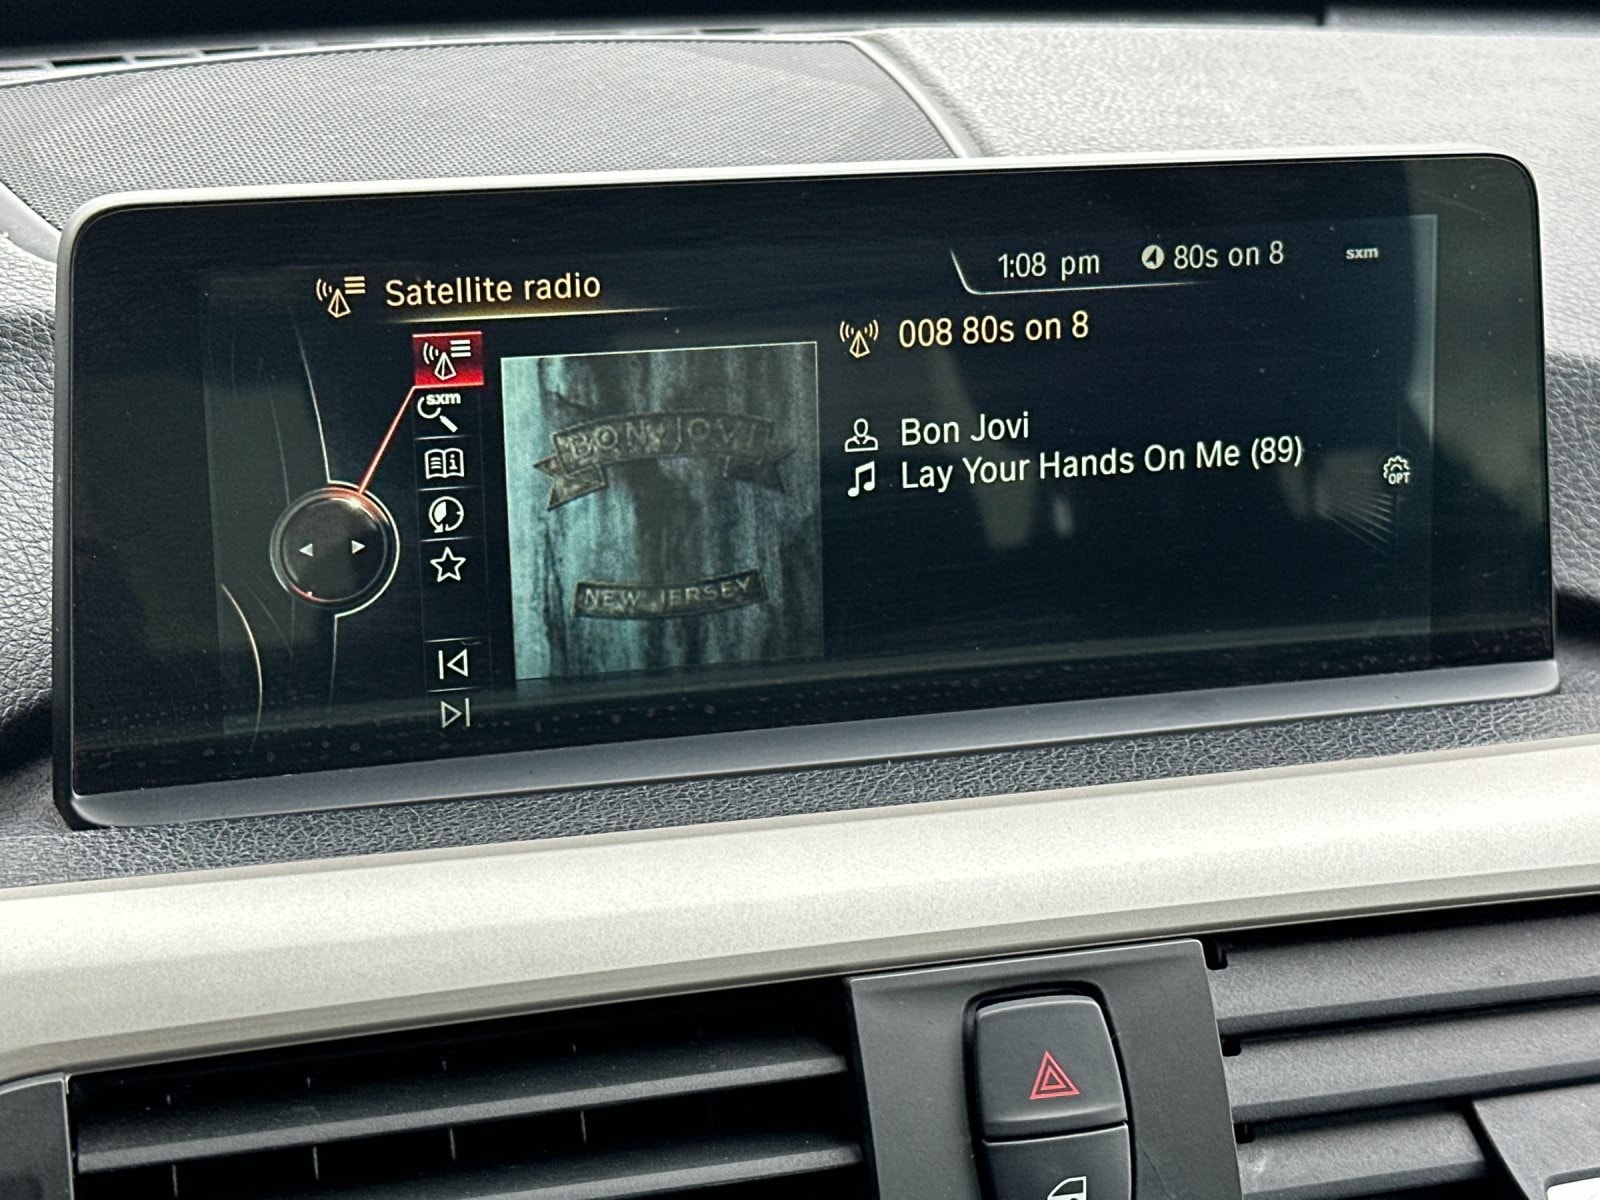 Satellite radio
1:08 pm
80s on 8
sxm
008 80s on 8
sxm
Bon Jovi
Lay Your Hands On Me (89)
OPT
BON JOVI
NEW JERSEY